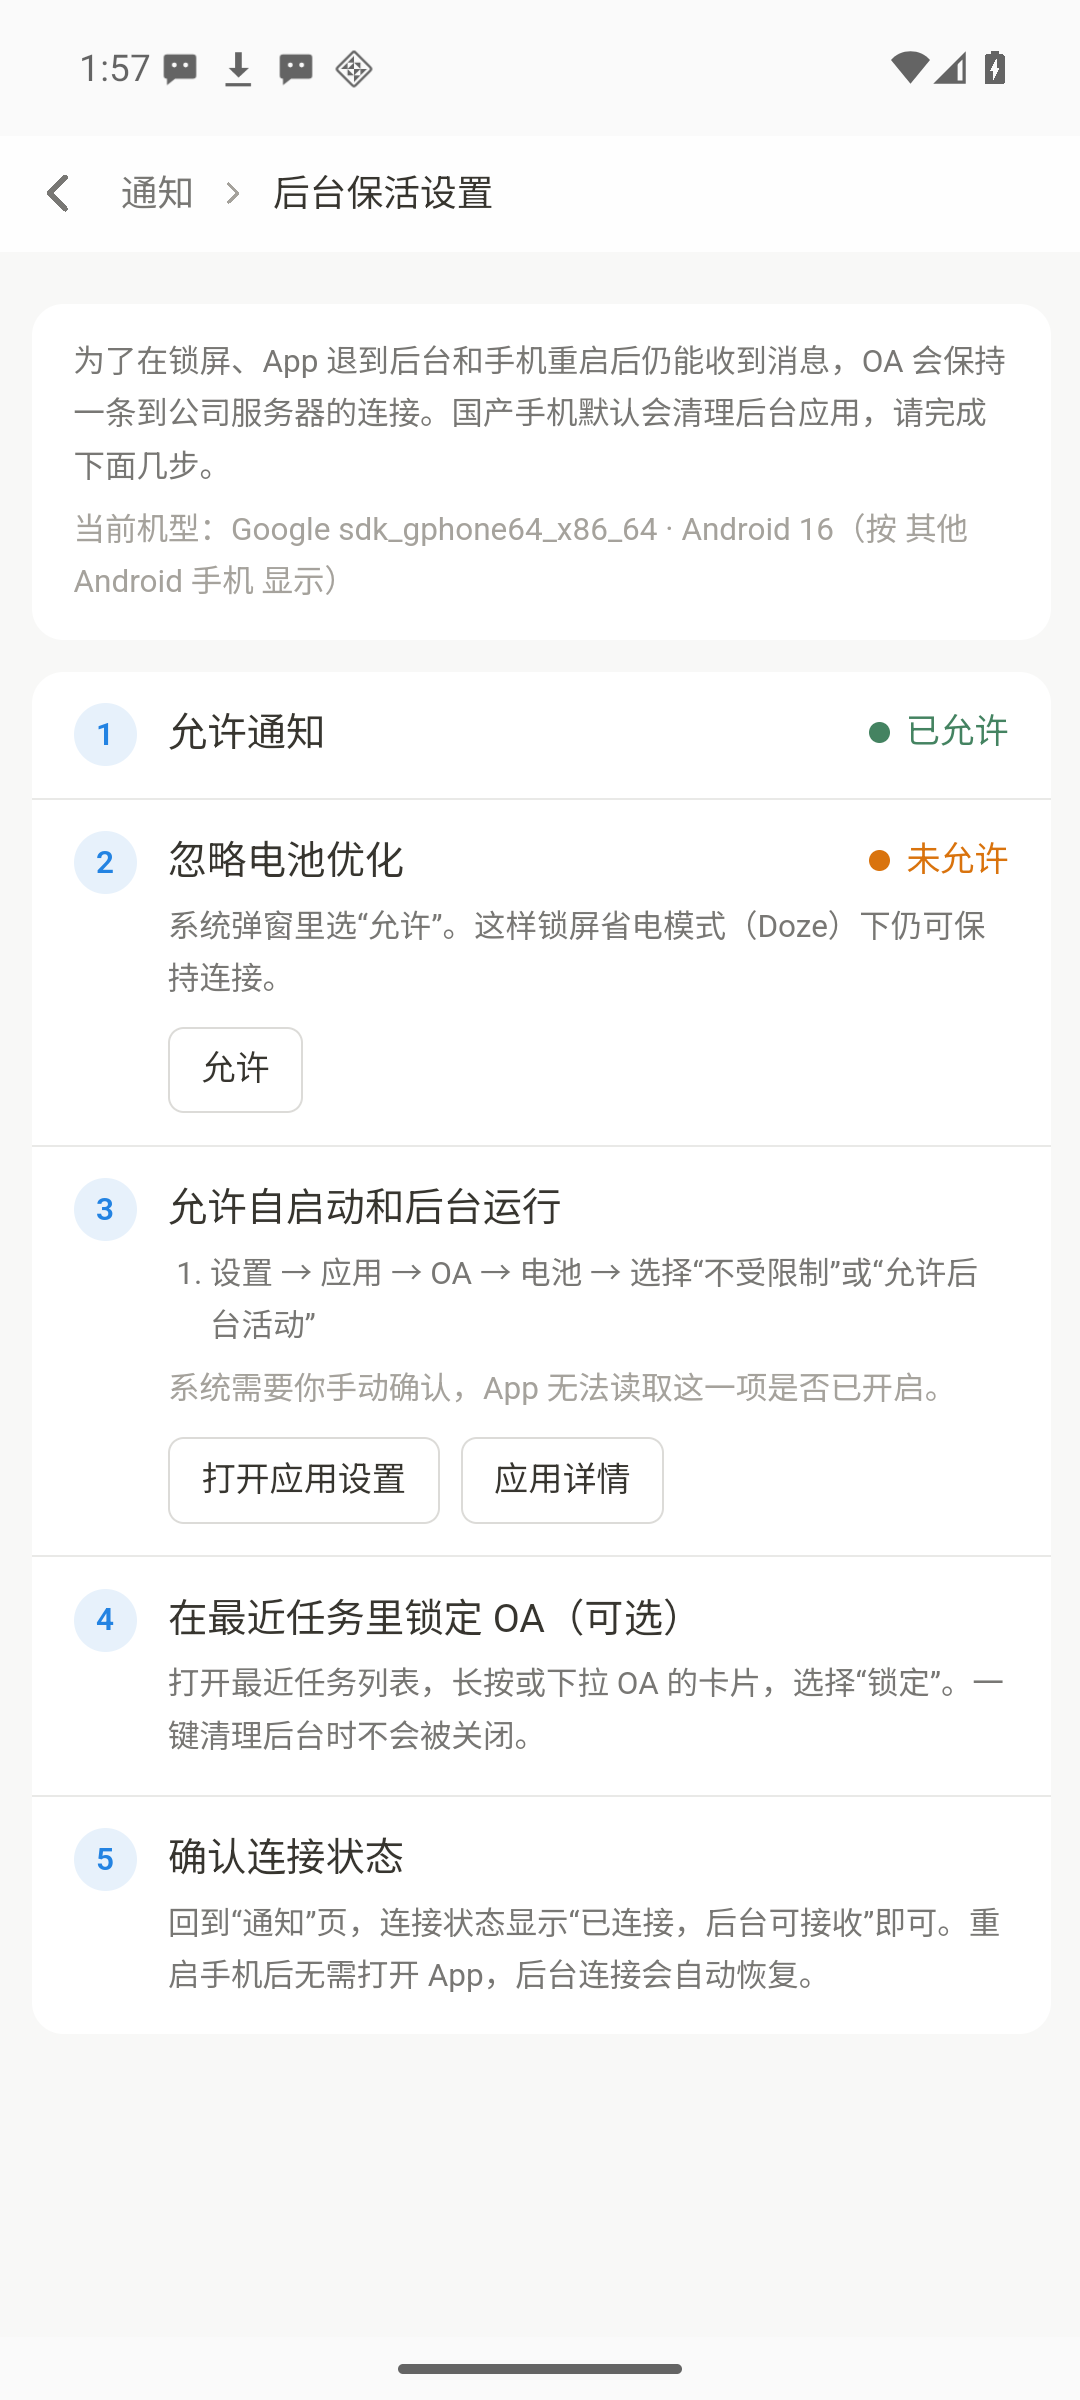 1:57
通知 > 后台保活设置
为了在锁屏、App 退到后台和手机重启后仍能收到消息，OA 会保持
一条到公司服务器的连接。国产手机默认会清理后台应用，请完成
下面几步。
当前机型：Google sdk_gphone64_x86_64 · Android 16（按 其他
Android 手机 显示）
1 允许通知 已允许
2 忽略电池优化 未允许
系统弹窗里选“允许”。这样锁屏省电模式（Doze）下仍可保
持连接。
允许
3 允许自启动和后台运行
1. 设置 → 应用 → OA → 电池 → 选择“不受限制”或“允许后
台活动”
系统需要你手动确认，App 无法读取这一项是否已开启。
打开应用设置 应用详情
4 在最近任务里锁定 OA（可选）
打开最近任务列表，长按或下拉 OA 的卡片，选择“锁定”。一
键清理后台时不会被关闭。
5 确认连接状态
回到“通知”页，连接状态显示“已连接，后台可接收”即可。重
启手机后无需打开 App，后台连接会自动恢复。